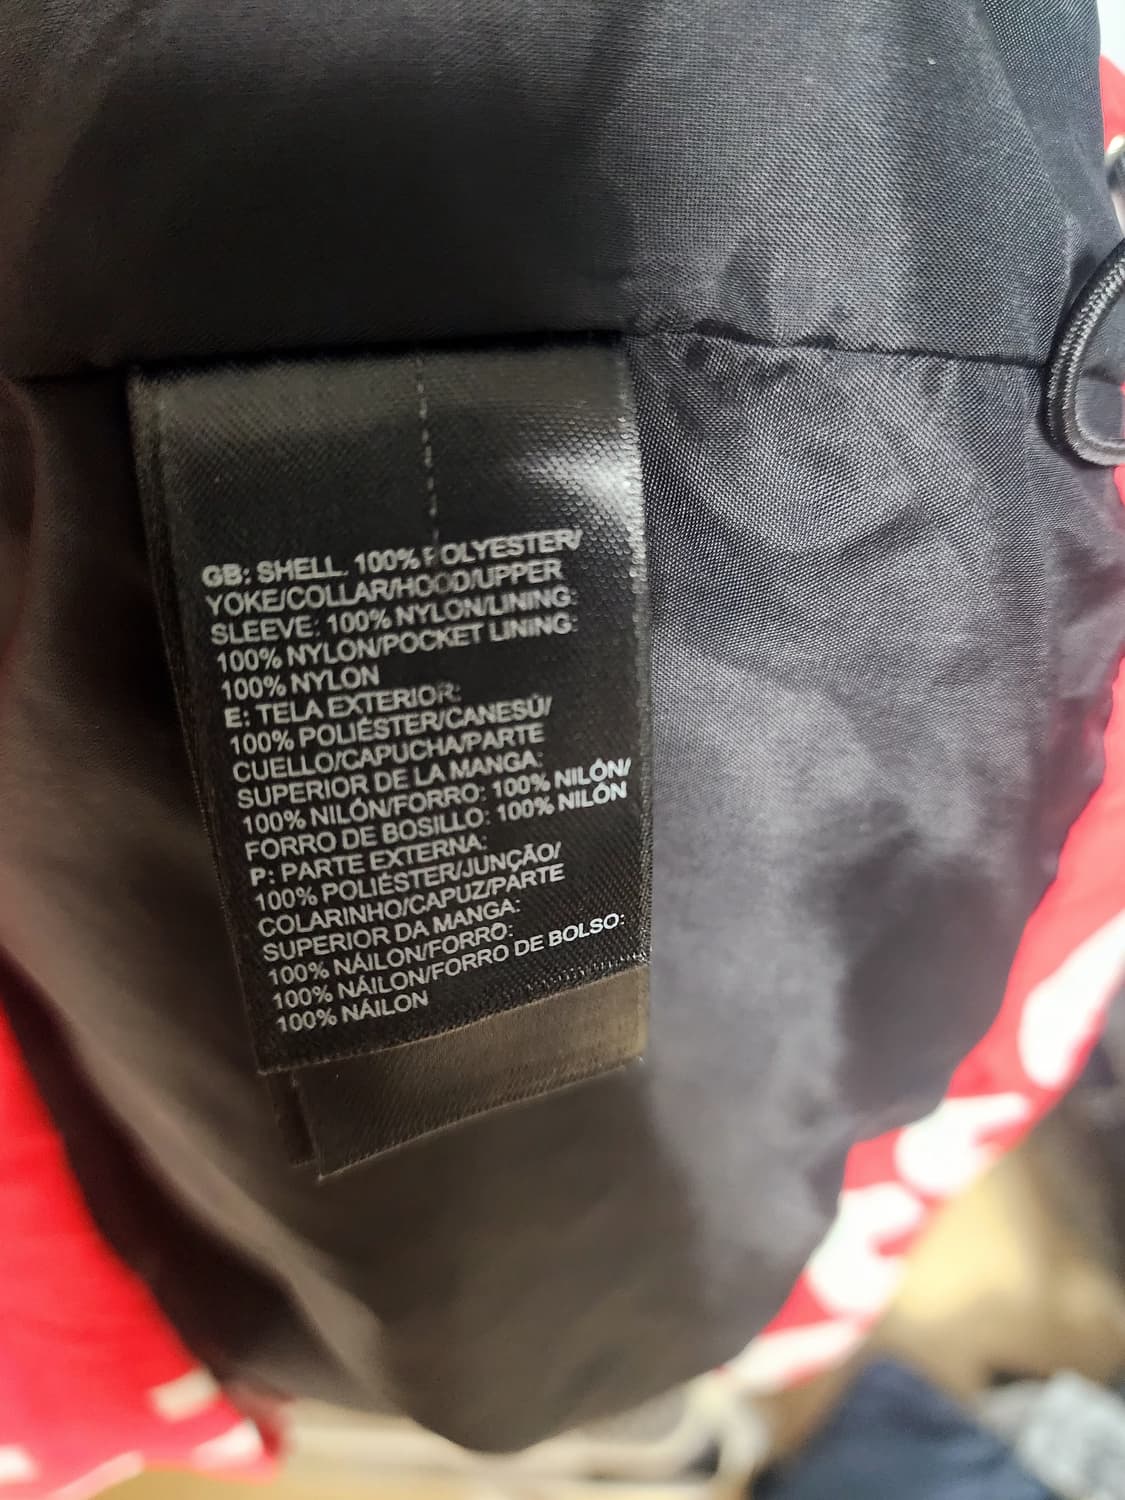 GB: SHELL. 100% POLYESTER/
YOKE/COLLAR/HOOD/UPPER
SLEEVE: 100% NYLON/LINING:
100% NYLON/POCKET LINING:
100% NYLON
E: TELA EXTERIOR:
100% POLIÉSTER/CANESÚ/
CUELLO/CAPUCHA/PARTE
SUPERIOR DE LA MANGA:
100% NILÓN/FORRO: 100% NILÓN/
FORRO DE BOSILLO: 100% NILÓN
P: PARTE EXTERNA:
100% POLIÉSTER/JUNÇÃO/
COLARINHO/CAPUZ/PARTE
SUPERIOR DA MANGA:
100% NÁILON/FORRO:
100% NÁILON/FORRO DE BOLSO:
100% NÁILON